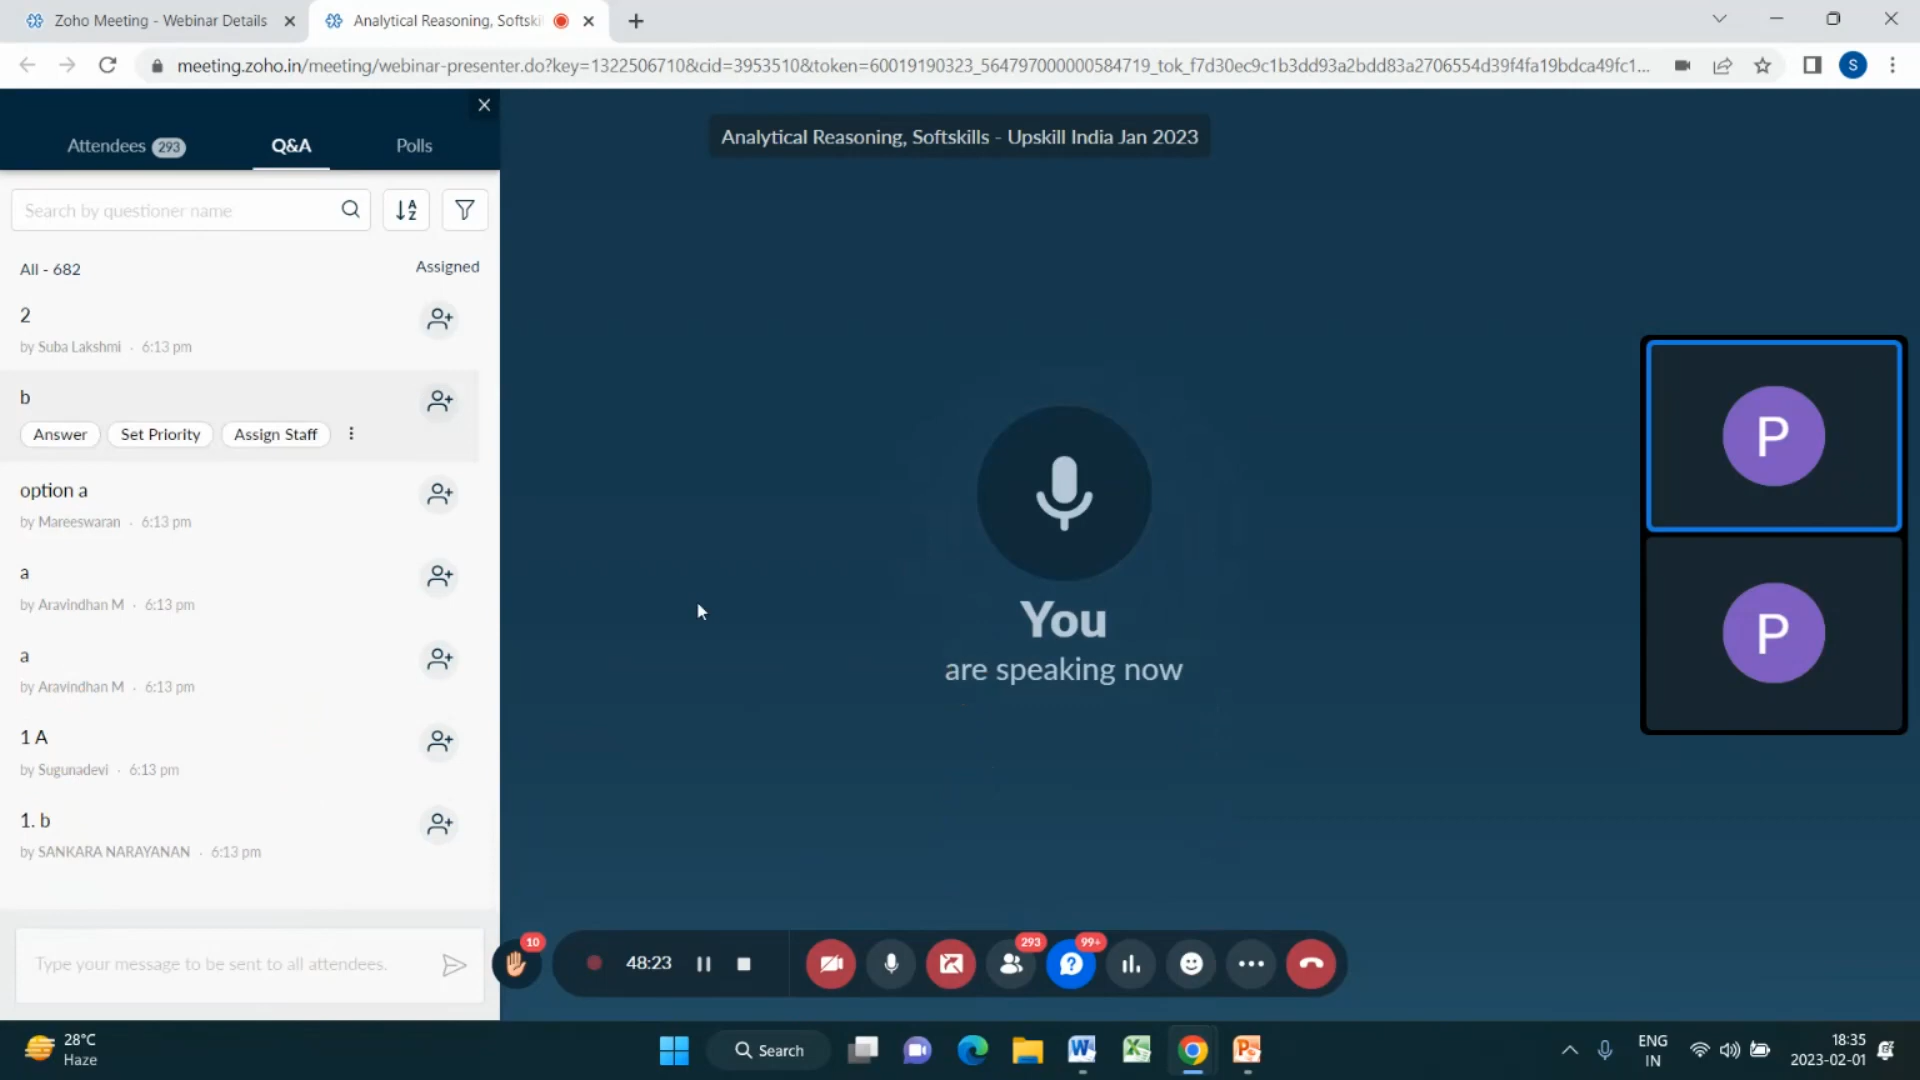 Zoho Meeting - Webinar Details
Analytical Reasoning, Softski
meeting.zoho.in/meeting/webinar-presenter.do?key=1322506710&cid=3953510&token=60019190323_564797000000584719_tok_f7d30ec9c1b3dd93a2bdd83a2706554d39f4fa19bdca49fc1...
S
Attendees 293
Q&A
Polls
Analytical Reasoning, Softskills - Upskill India Jan 2023
Search by questioner name
All - 682
Assigned
2
by Suba Lakshmi · 6:13 pm
b
Answer
Set Priority
Assign Staff
option a
by Mareeswaran · 6:13 pm
a
by Aravindhan M · 6:13 pm
a
by Aravindhan M · 6:13 pm
1 A
by Sugunadevi · 6:13 pm
1. b
by SANKARA NARAYANAN · 6:13 pm
You
are speaking now
P
P
Type your message to be sent to all attendees.
10
48:23
293
99+
28°C
Haze
Search
ENG
IN
18:35
2023-02-01